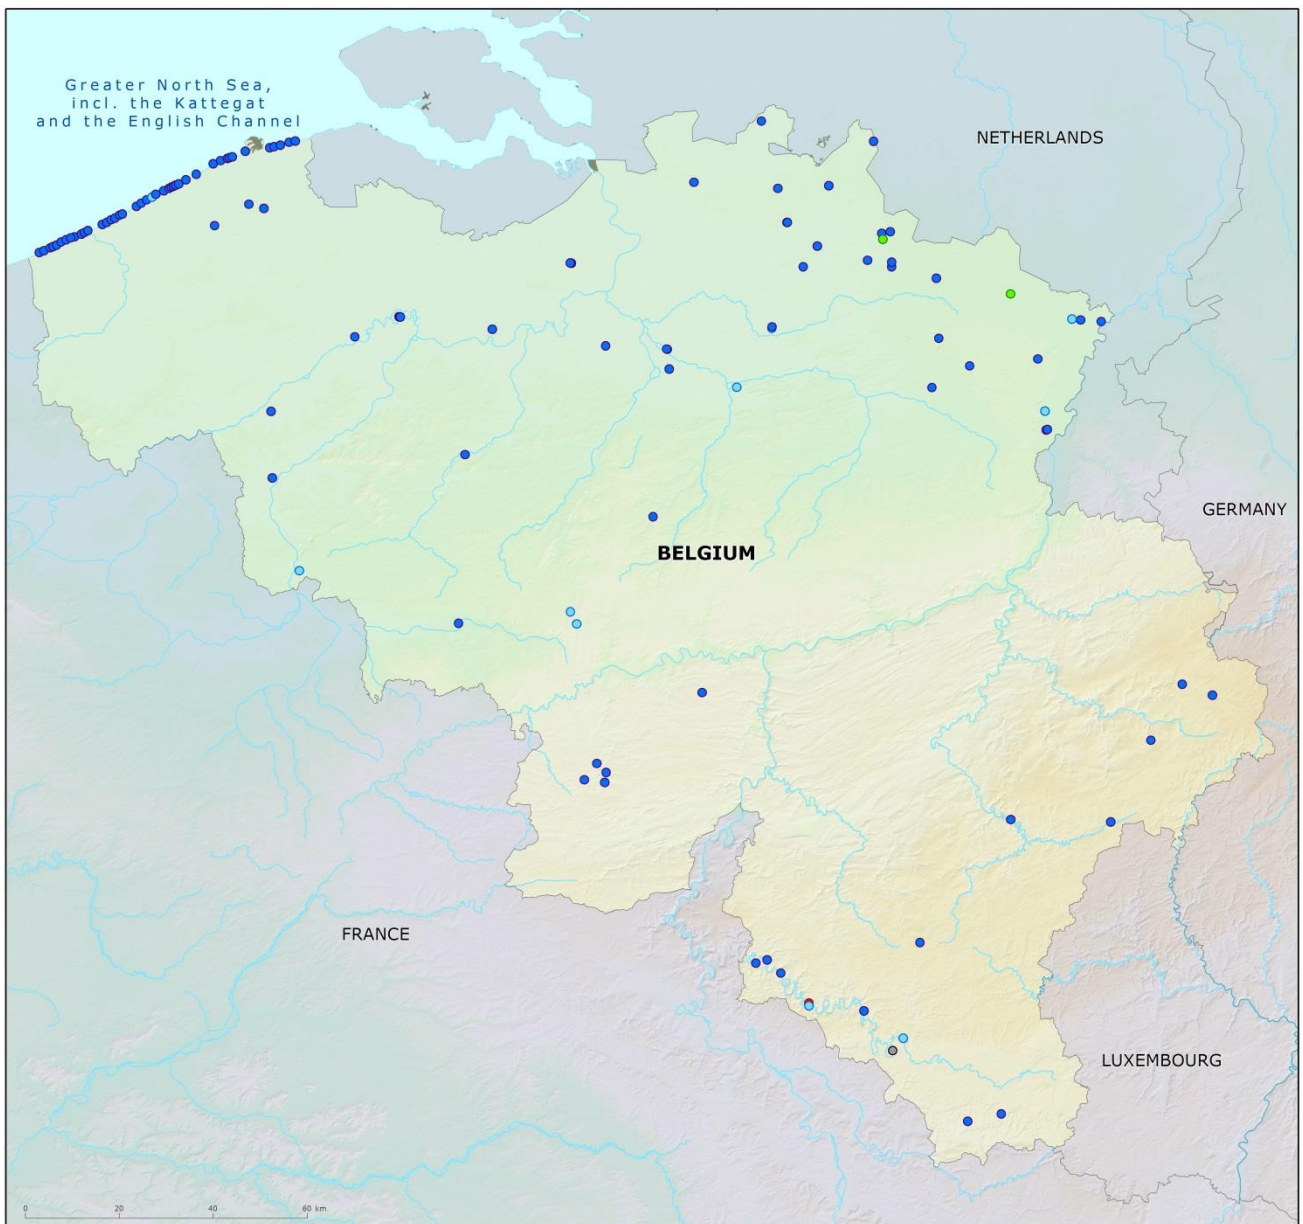 Greater North Sea,
incl. the Kattegat
and the English Channel
NETHERLANDS
GERMANY
BELGIUM
FRANCE
LUXEMBOURG
0 20 40 60 km